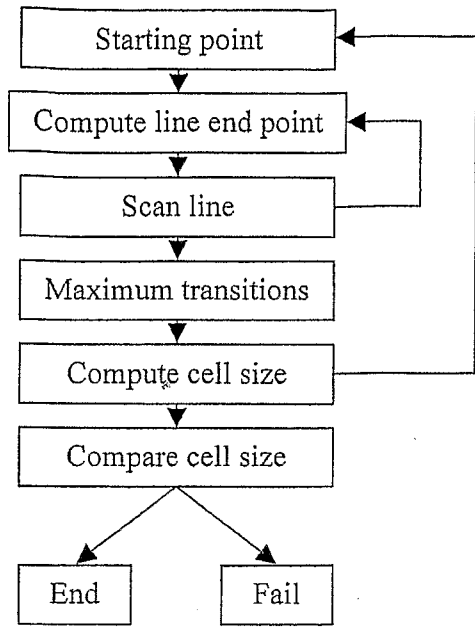 Starting point
Compute line end point
Scan line
Maximum transitions
Compute cell size
Compare cell size
End
Fail